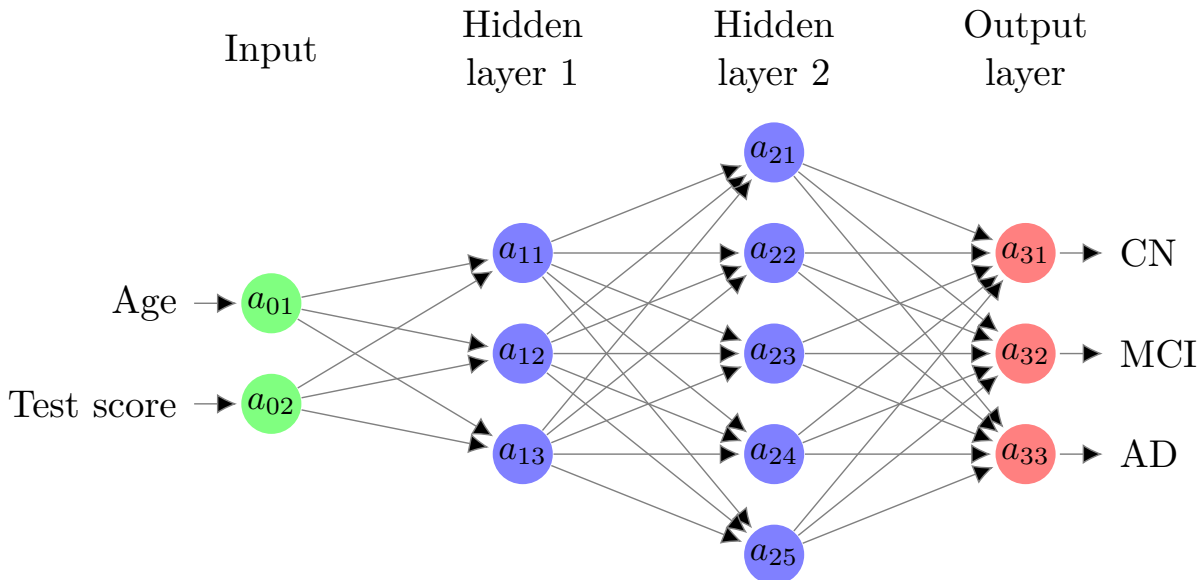 Input
Hidden
layer 1
Hidden
layer 2
Output
layer
Age
Test score
a01
a02
a11
a12
a13
a21
a22
a23
a24
a25
a31
a32
a33
CN
MCI
AD